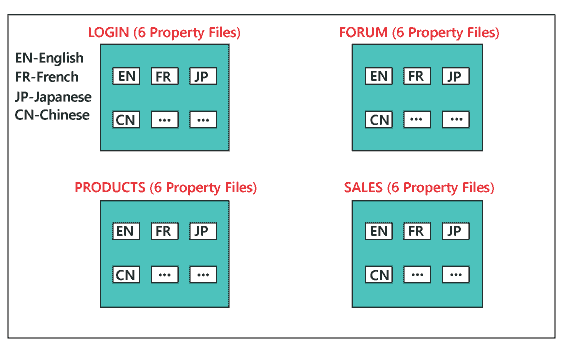 LOGIN (6 Property Files)
FORUM (6 Property Files)
EN-English
FR-French
JP-Japanese
CN-Chinese
EN FR JP
CN ... ...
EN FR JP
CN ... ...
PRODUCTS (6 Property Files)
SALES (6 Property Files)
EN FR JP
CN ... ...
EN FR JP
CN ... ...